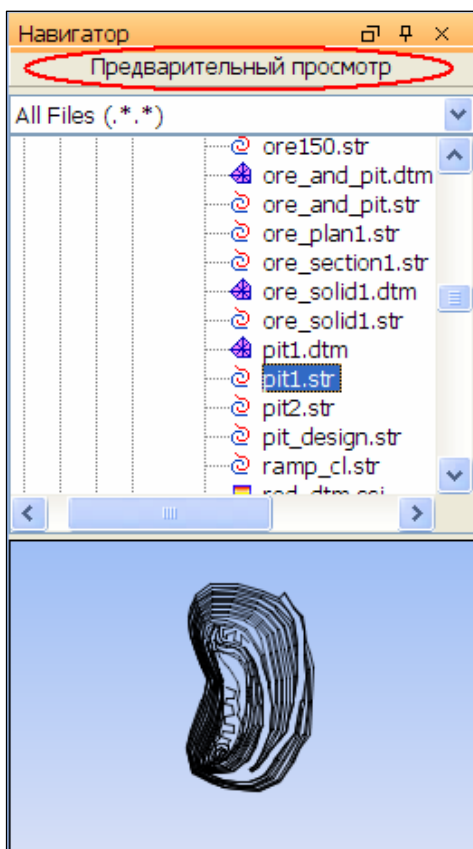 Навигатор
Предварительный просмотр
All Files (.*.*)
ore150.str
ore_and_pit.dtm
ore_and_pit.str
ore_plan1.str
ore_section1.str
ore_solid1.dtm
ore_solid1.str
pit1.dtm
pit1.str
pit2.str
pit_design.str
ramp_cl.str